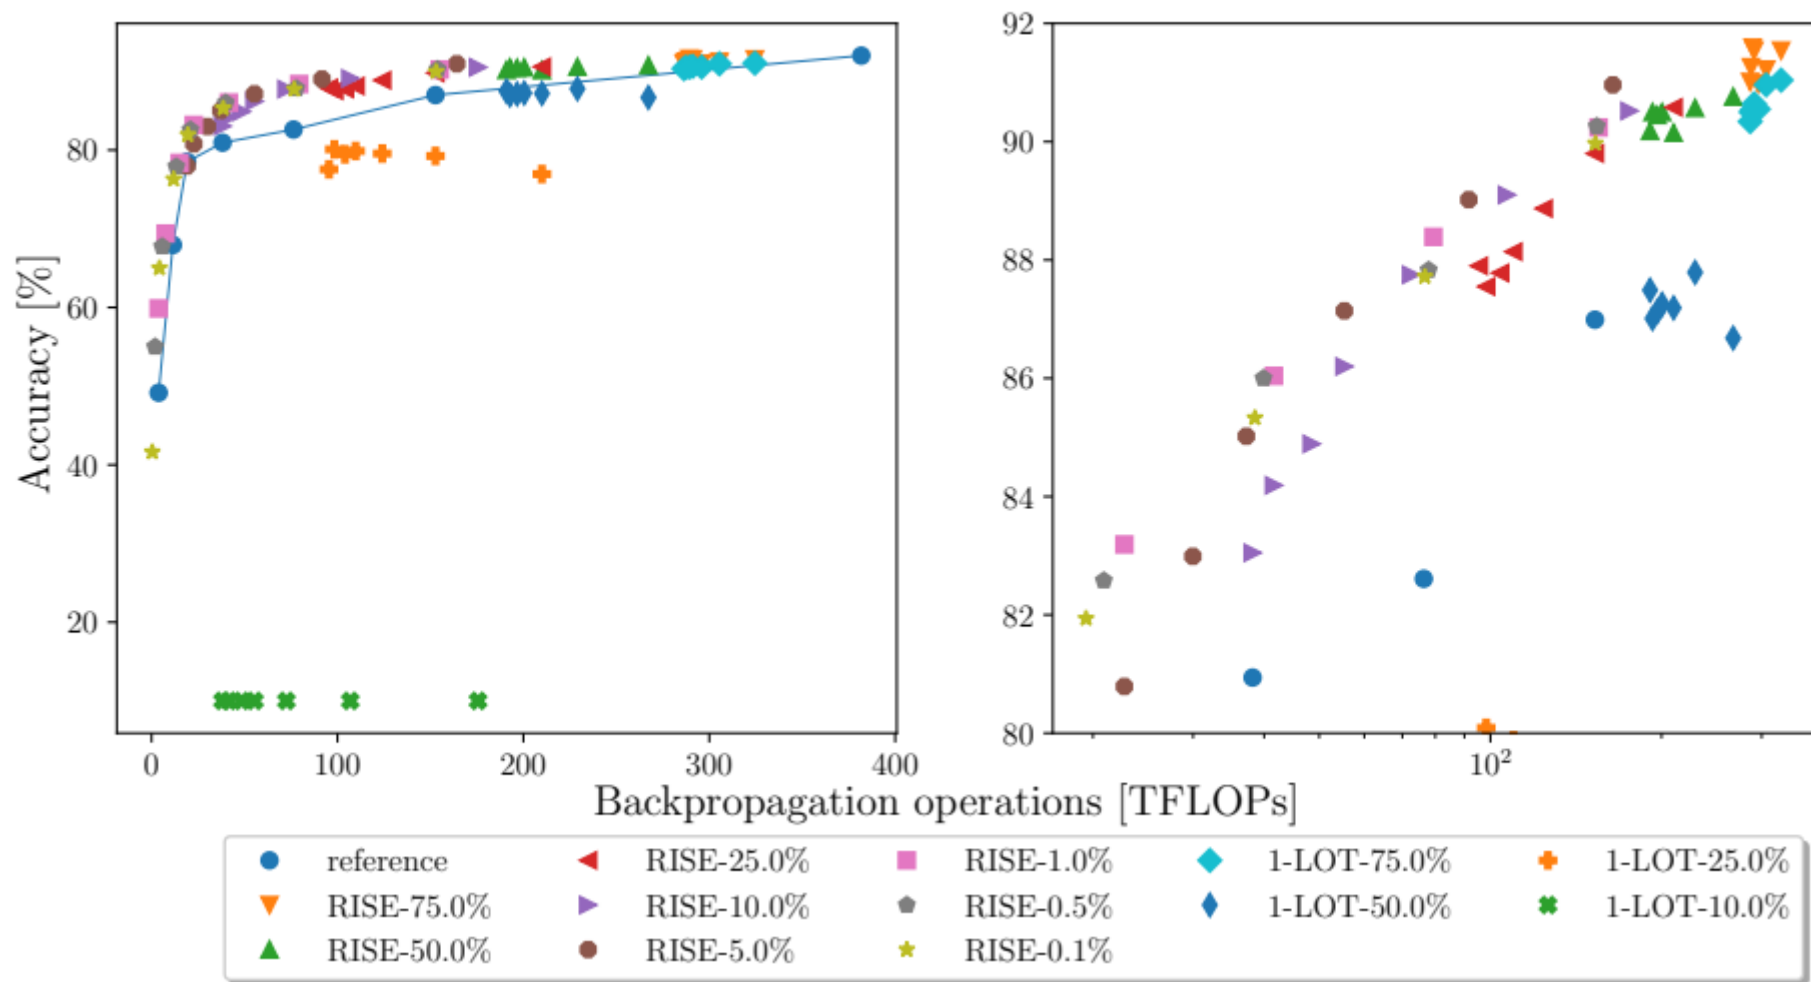 92
90
80
88
60
86
Accuracy [%]
84
40
82
20
80
0
100
200
300
400
10²
Backpropagation operations [TFLOPs]
reference
RISE-25.0%
RISE-1.0%
1-LOT-75.0%
1-LOT-25.0%
RISE-75.0%
RISE-10.0%
RISE-0.5%
1-LOT-50.0%
1-LOT-10.0%
RISE-50.0%
RISE-5.0%
RISE-0.1%